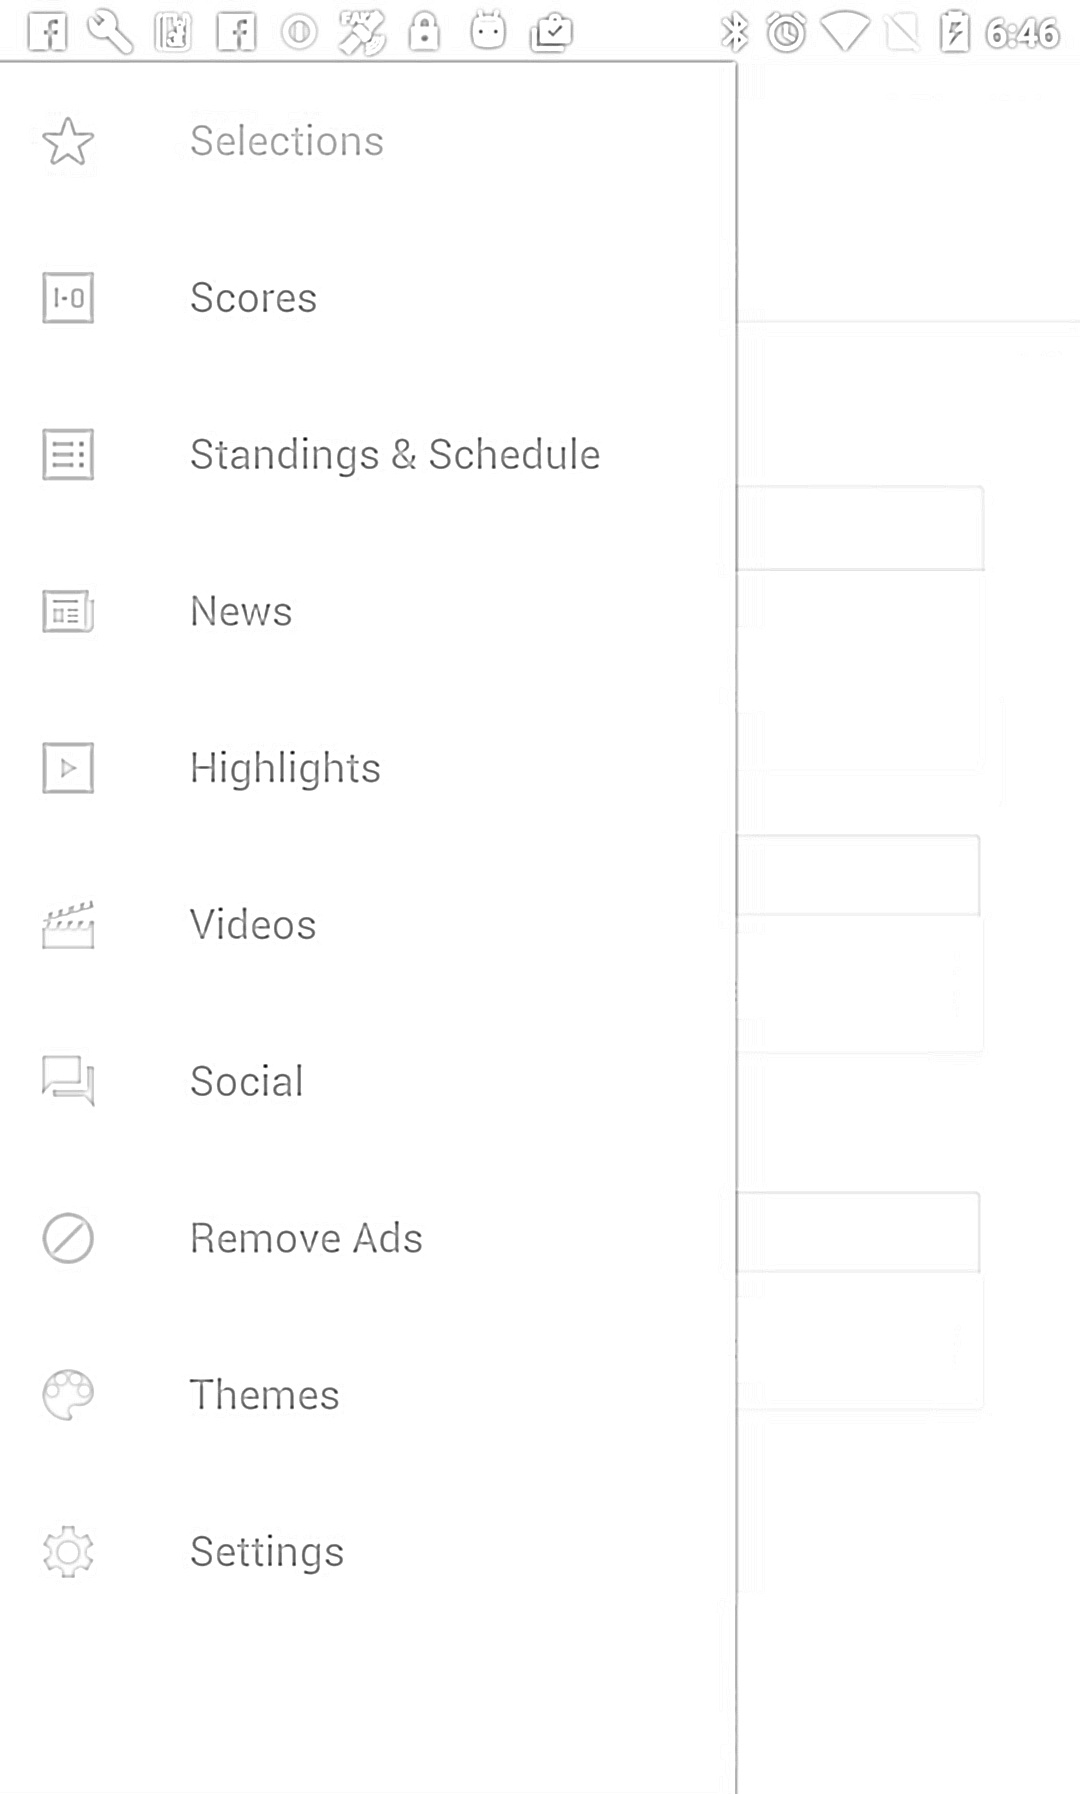 6:46
Selections
1-0
Scores
Standings & Schedule
News
Highlights
Videos
Social
Remove Ads
Themes
Settings